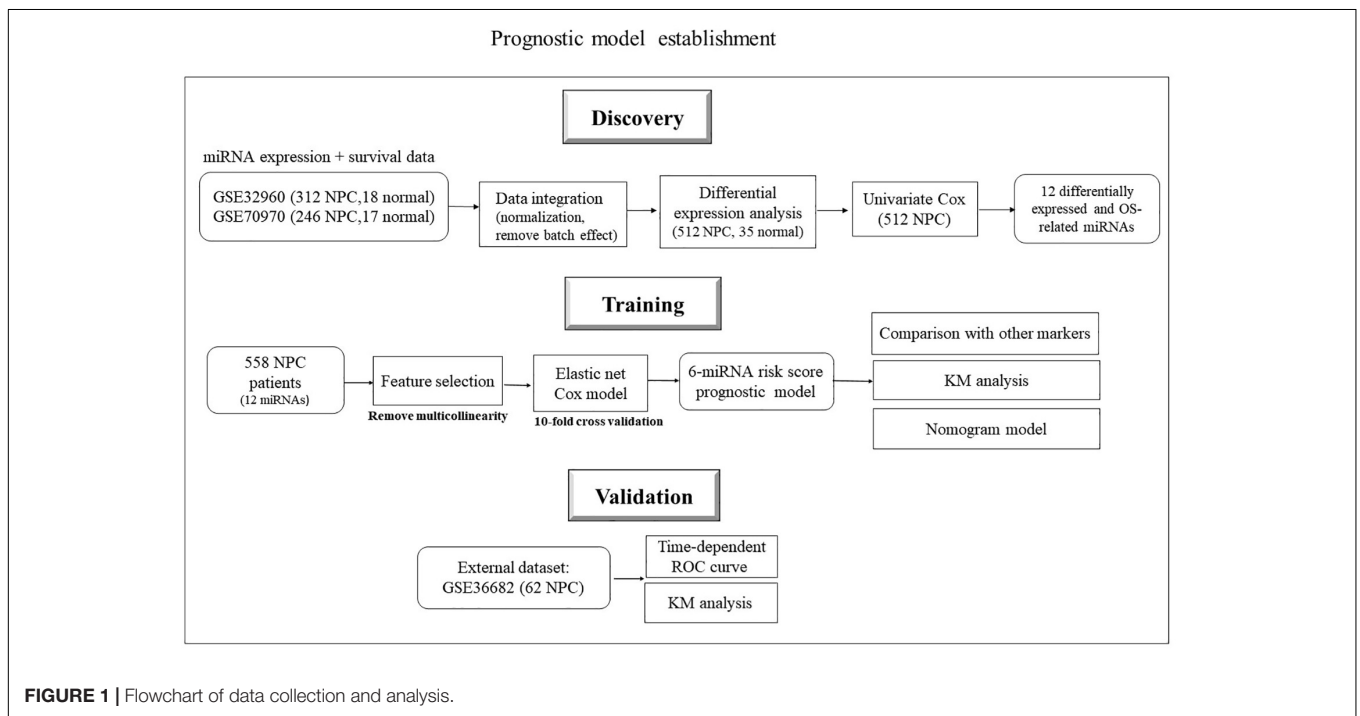 Prognostic model establishment
Discovery
miRNA expression + survival data
GSE32960 (312 NPC,18 normal)
GSE70970 (246 NPC,17 normal)
Data integration
(normalization,
remove batch effect)
Differential
expression analysis
(512 NPC, 35 normal)
Univariate Cox
(512 NPC)
12 differentially
expressed and OS-
related miRNAs
Training
558 NPC
patients
(12 miRNAs)
Feature selection
Remove multicollinearity
Elastic net
Cox model
10-fold cross validation
6-miRNA risk score
prognostic model
Comparison with other markers
KM analysis
Nomogram model
Validation
External dataset:
GSE36682 (62 NPC)
Time-dependent
ROC curve
KM analysis
FIGURE 1 | Flowchart of data collection and analysis.